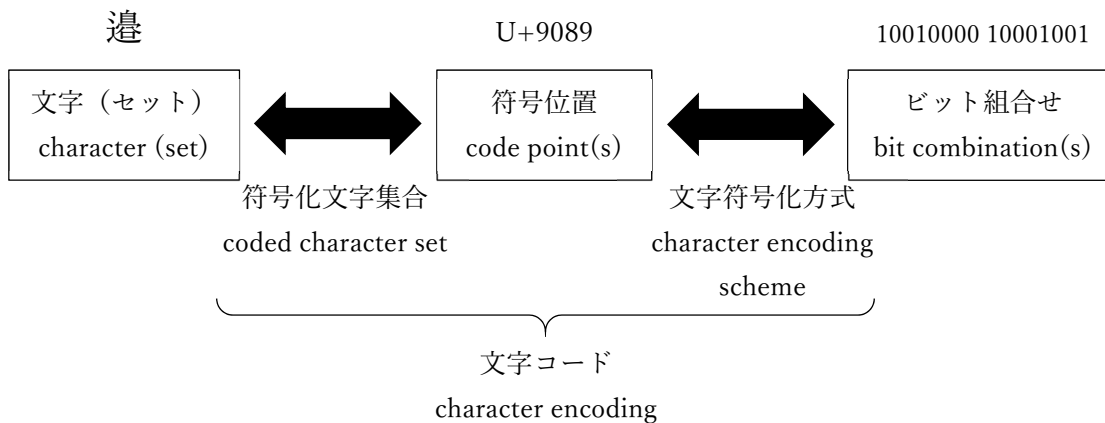 邉 U+9089 10010000 10001001
文字（セット） 符号位置 ビット組合せ
character (set) code point(s) bit combination(s)
符号化文字集合 文字符号化方式
coded character set character encoding
scheme
文字コード
character encoding